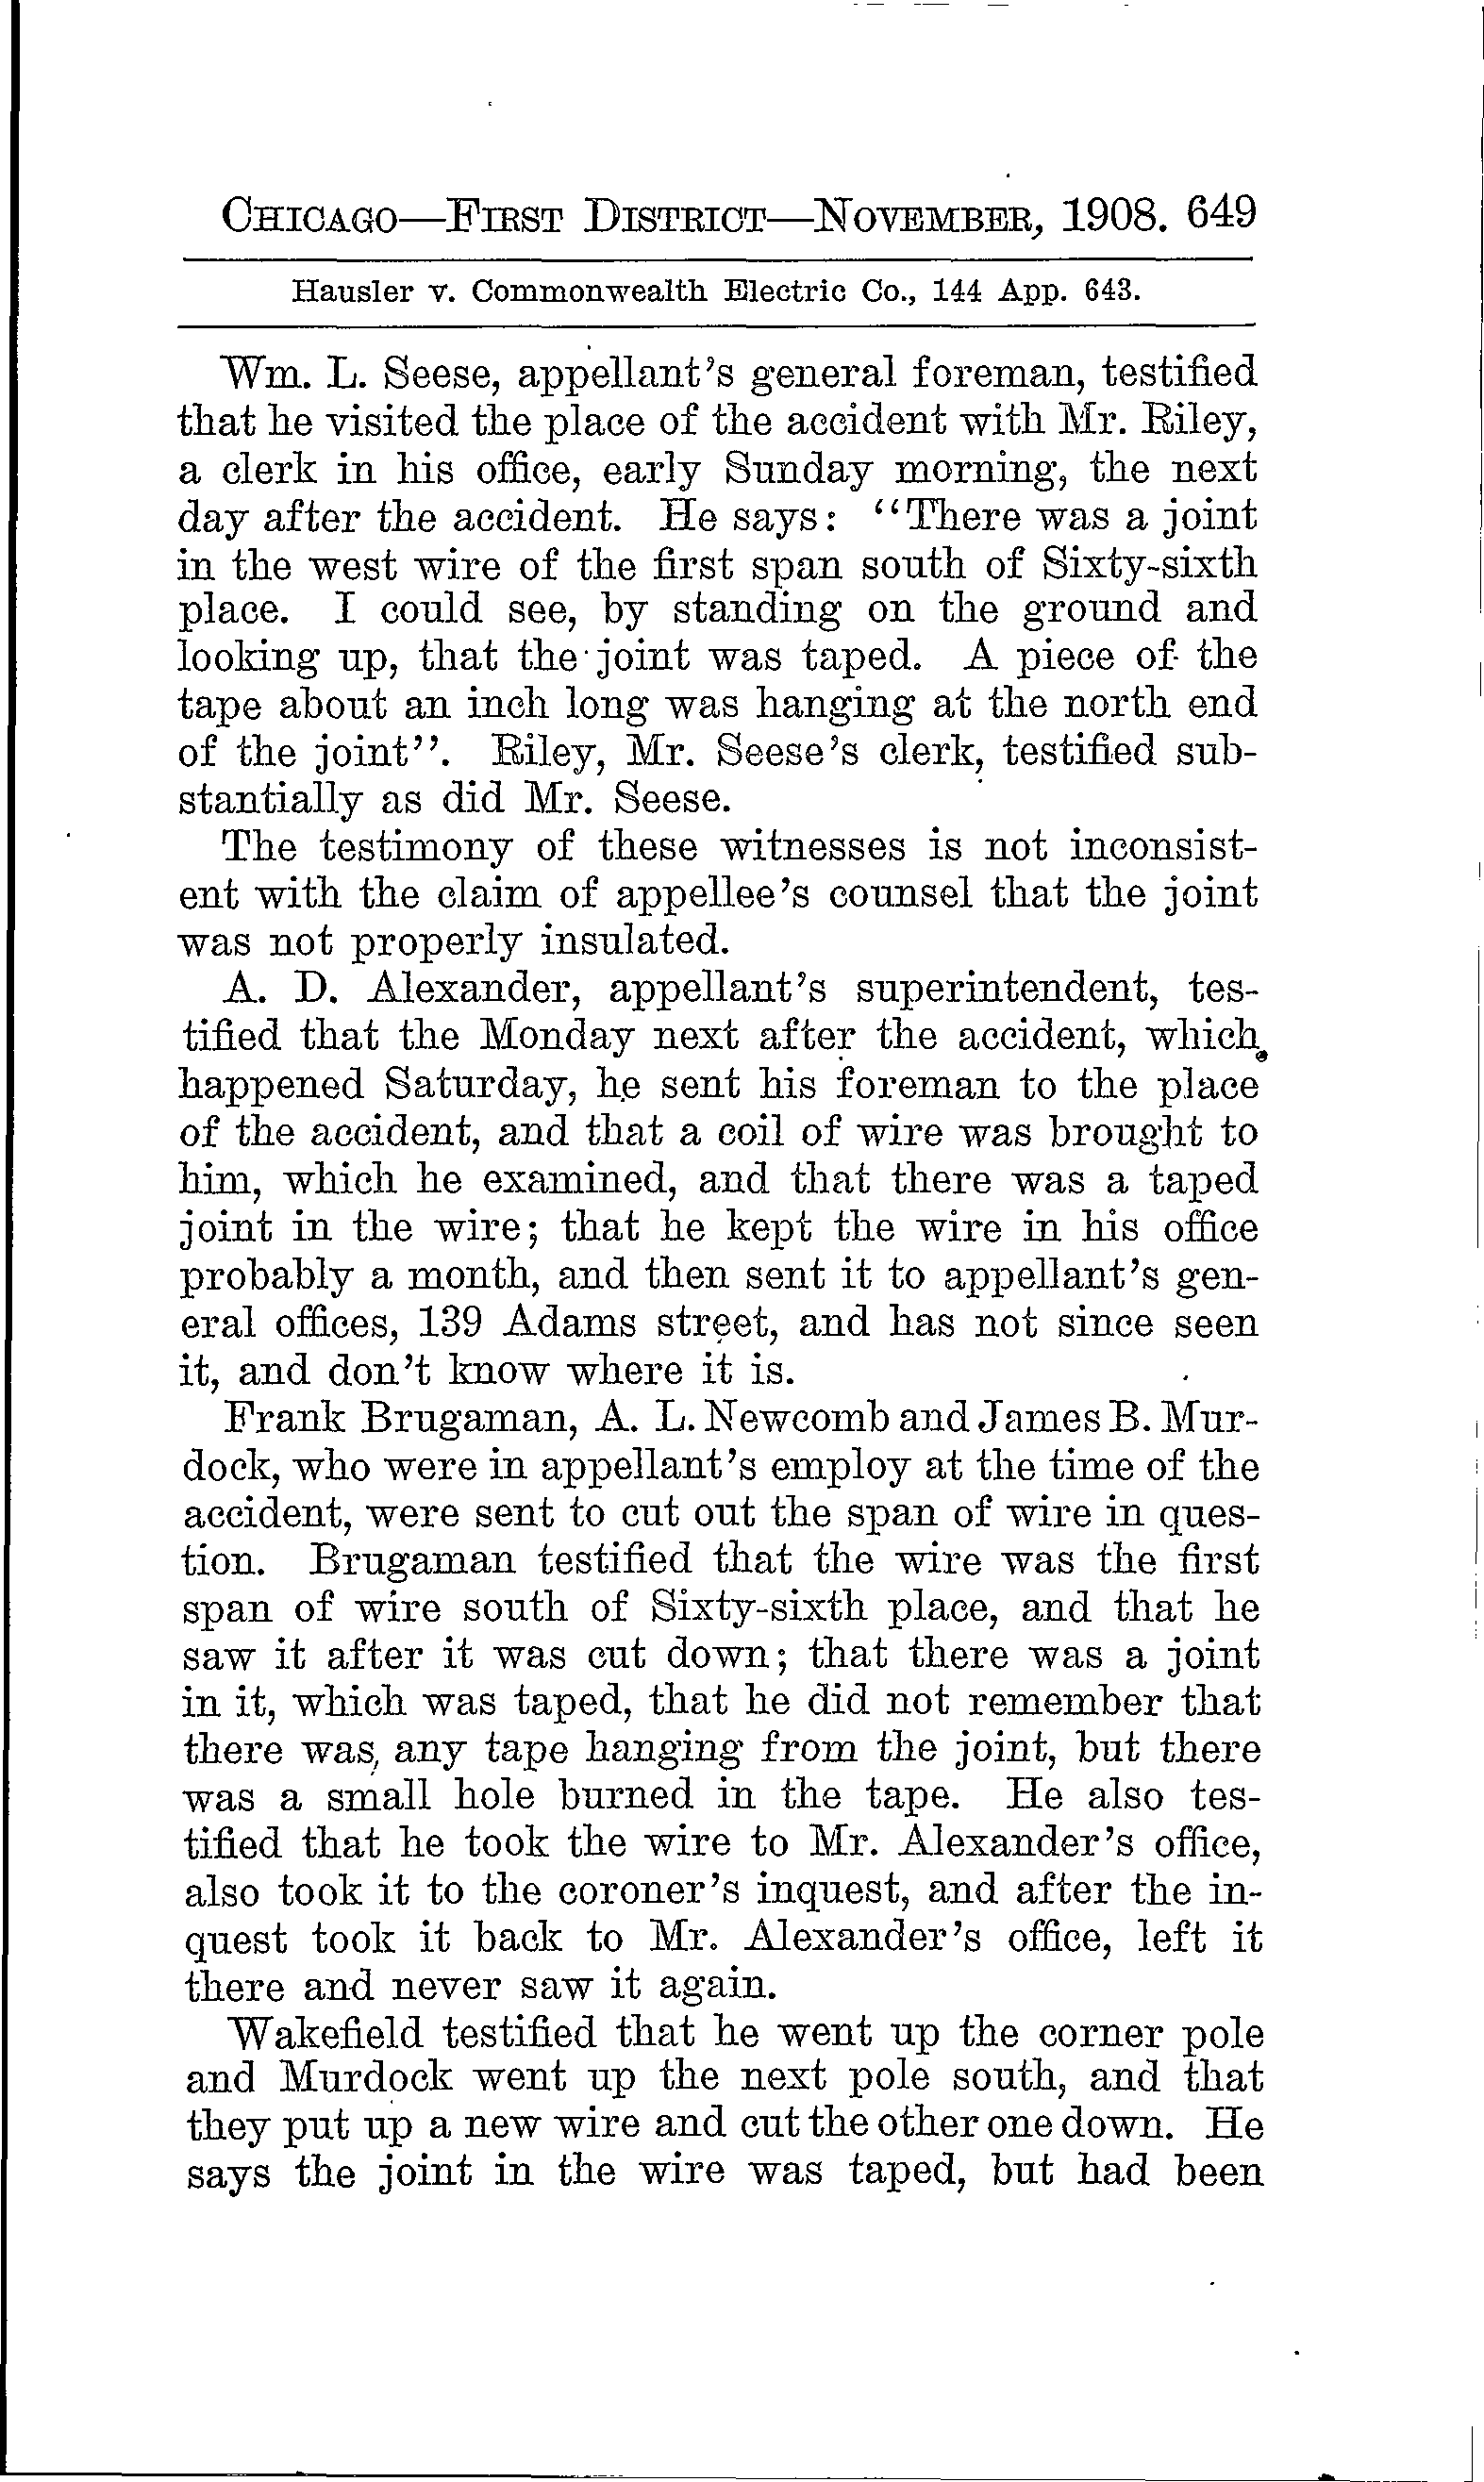 CHICAGO—FIRST DISTRICT—NOVEMBER, 1908. 649
Hausler v. Commonwealth Electric Co., 144 App. 643.
Wm. L. Seese, appellant's general foreman, testified
that he visited the place of the accident with Mr. Riley,
a clerk in his office, early Sunday morning, the next
day after the accident. He says: "There was a joint
in the west wire of the first span south of Sixty-sixth
place. I could see, by standing on the ground and
looking up, that the joint was taped. A piece of the
tape about an inch long was hanging at the north end
of the joint". Riley, Mr. Seese's clerk, testified sub-
stantially as did Mr. Seese.
The testimony of these witnesses is not inconsist-
ent with the claim of appellee's counsel that the joint
was not properly insulated.
A. D. Alexander, appellant's superintendent, tes-
tified that the Monday next after the accident, which
happened Saturday, he sent his foreman to the place
of the accident, and that a coil of wire was brought to
him, which he examined, and that there was a taped
joint in the wire; that he kept the wire in his office
probably a month, and then sent it to appellant's gen-
eral offices, 139 Adams street, and has not since seen
it, and don't know where it is.
Frank Brugaman, A. L. Newcomb and James B. Mur-
dock, who were in appellant's employ at the time of the
accident, were sent to cut out the span of wire in ques-
tion. Brugaman testified that the wire was the first
span of wire south of Sixty-sixth place, and that he
saw it after it was cut down; that there was a joint
in it, which was taped, that he did not remember that
there was any tape hanging from the joint, but there
was a small hole burned in the tape. He also tes-
tified that he took the wire to Mr. Alexander's office,
also took it to the coroner's inquest, and after the in-
quest took it back to Mr. Alexander's office, left it
there and never saw it again.
Wakefield testified that he went up the corner pole
and Murdock went up the next pole south, and that
they put up a new wire and cut the other one down. He
says the joint in the wire was taped, but had been